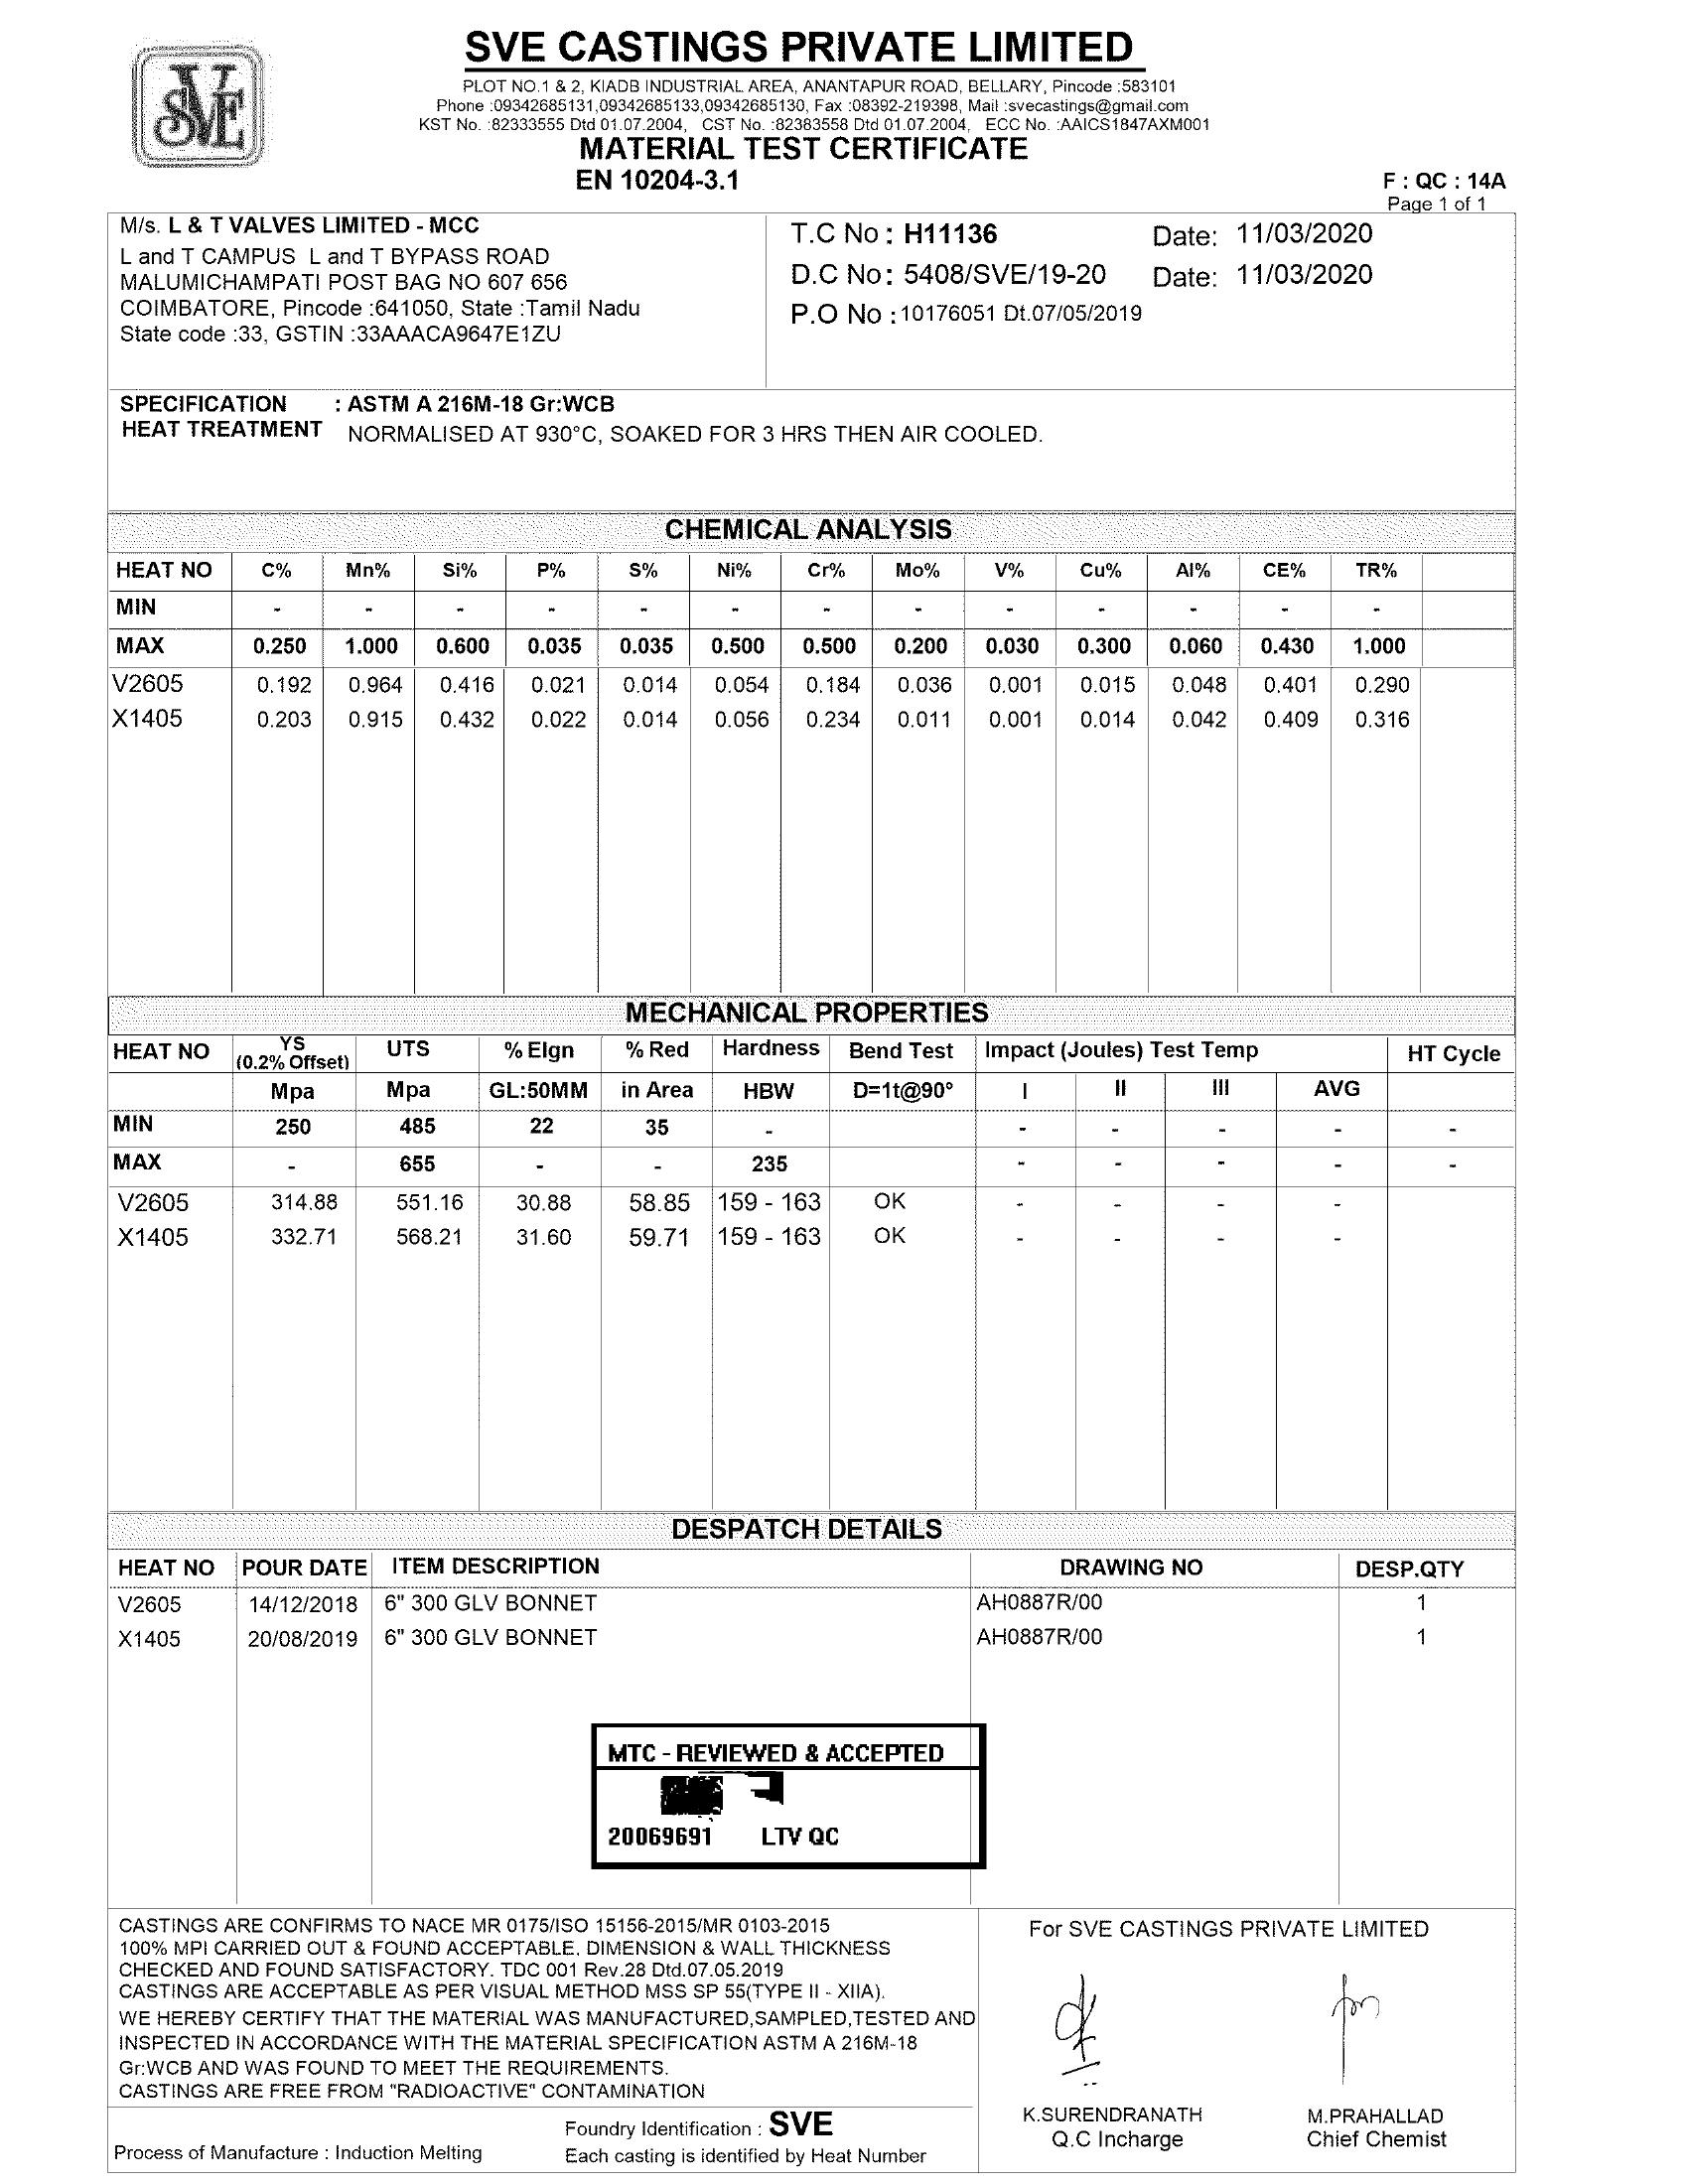 SVE
SVE CASTINGS PRIVATE LIMITED
PLOT NO.1 & 2, KIADB INDUSTRIAL AREA, ANANTAPUR ROAD, BELLARY, Pincode :583101
Phone :09342685131,09342685133,09342685130, Fax :08392-219398, Mail :svecastings@gmail.com
KST No. :82333555 Dtd 01.07.2004, CST No. :82383558 Dtd 01.07.2004, ECC No. :AAICS1847AXM001
MATERIAL TEST CERTIFICATE
EN 10204-3.1
F : QC : 14A
Page 1 of 1
M/s. L & T VALVES LIMITED - MCC
L and T CAMPUS L and T BYPASS ROAD
MALUMICHAMPATI POST BAG NO 607 656
COIMBATORE, Pincode :641050, State :Tamil Nadu
State code :33, GSTIN :33AAACA9647E1ZU
T.C No : H11136 Date: 11/03/2020
D.C No: 5408/SVE/19-20 Date: 11/03/2020
P.O No :10176051 Dt.07/05/2019
SPECIFICATION : ASTM A 216M-18 Gr:WCB
HEAT TREATMENT NORMALISED AT 930°C, SOAKED FOR 3 HRS THEN AIR COOLED.
CHEMICAL ANALYSIS
HEAT NO C% Mn% Si% P% S% Ni% Cr% Mo% V% Cu% Al% CE% TR%
MIN - - - - - - - - - - - - -
MAX 0.250 1.000 0.600 0.035 0.035 0.500 0.500 0.200 0.030 0.300 0.060 0.430 1.000
V2605 0.192 0.964 0.416 0.021 0.014 0.054 0.184 0.036 0.001 0.015 0.048 0.401 0.290
X1405 0.203 0.915 0.432 0.022 0.014 0.056 0.234 0.011 0.001 0.014 0.042 0.409 0.316
MECHANICAL PROPERTIES
HEAT NO YS (0.2% Offset) UTS % Elgn % Red Hardness Bend Test Impact (Joules) Test Temp HT Cycle
Mpa Mpa GL:50MM in Area HBW D=1t@90° I II III AVG
MIN 250 485 22 35 - - - - - -
MAX - 655 - - 235 - - - - -
V2605 314.88 551.16 30.88 58.85 159 - 163 OK - - - -
X1405 332.71 568.21 31.60 59.71 159 - 163 OK - - - -
DESPATCH DETAILS
HEAT NO POUR DATE ITEM DESCRIPTION DRAWING NO DESP.QTY
V2605 14/12/2018 6" 300 GLV BONNET AH0887R/00 1
X1405 20/08/2019 6" 300 GLV BONNET AH0887R/00 1
MTC - REVIEWED & ACCEPTED
20069691 LTV QC
CASTINGS ARE CONFIRMS TO NACE MR 0175/ISO 15156-2015/MR 0103-2015
100% MPI CARRIED OUT & FOUND ACCEPTABLE. DIMENSION & WALL THICKNESS
CHECKED AND FOUND SATISFACTORY. TDC 001 Rev.28 Dtd.07.05.2019
CASTINGS ARE ACCEPTABLE AS PER VISUAL METHOD MSS SP 55(TYPE II - XIIA).
WE HEREBY CERTIFY THAT THE MATERIAL WAS MANUFACTURED,SAMPLED,TESTED AND
INSPECTED IN ACCORDANCE WITH THE MATERIAL SPECIFICATION ASTM A 216M-18
Gr:WCB AND WAS FOUND TO MEET THE REQUIREMENTS.
CASTINGS ARE FREE FROM "RADIOACTIVE" CONTAMINATION
For SVE CASTINGS PRIVATE LIMITED
K.SURENDRANATH
Q.C Incharge
M.PRAHALLAD
Chief Chemist
Foundry Identification : SVE
Process of Manufacture : Induction Melting
Each casting is identified by Heat Number